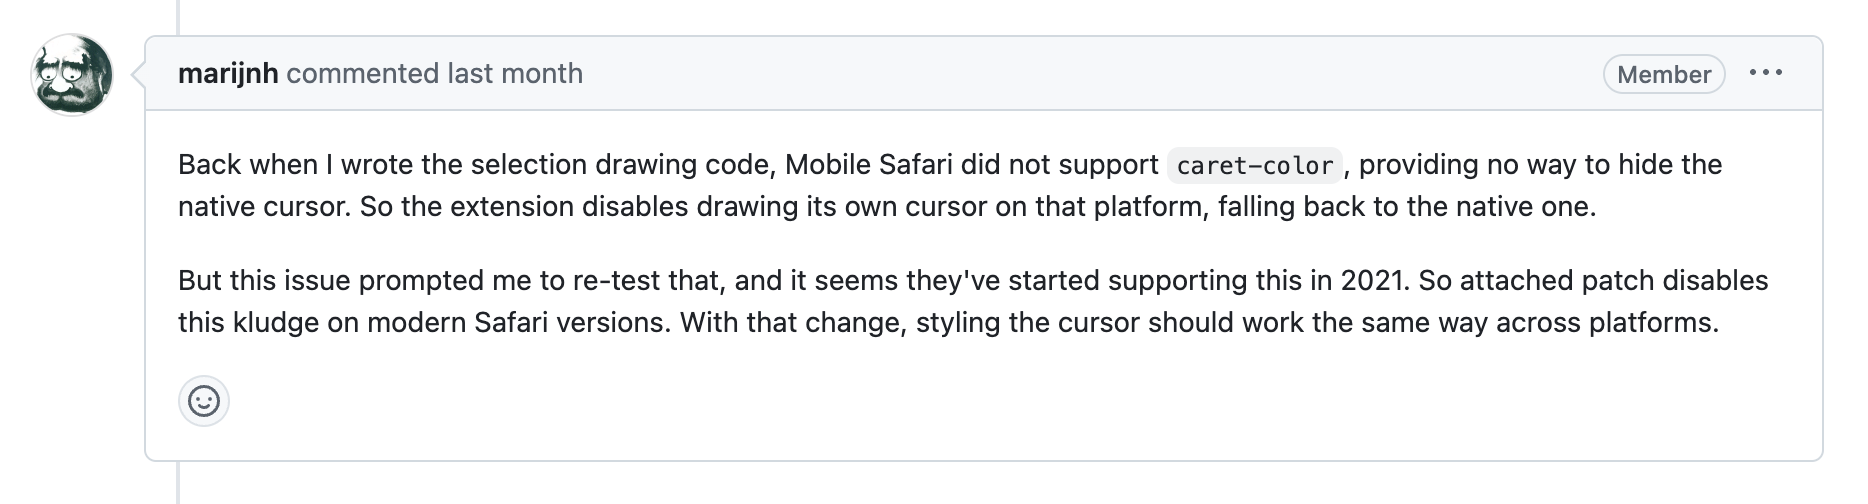 marijnh commented last month
Member
Back when I wrote the selection drawing code, Mobile Safari did not support caret-color, providing no way to hide the
native cursor. So the extension disables drawing its own cursor on that platform, falling back to the native one.
But this issue prompted me to re-test that, and it seems they've started supporting this in 2021. So attached patch disables
this kludge on modern Safari versions. With that change, styling the cursor should work the same way across platforms.